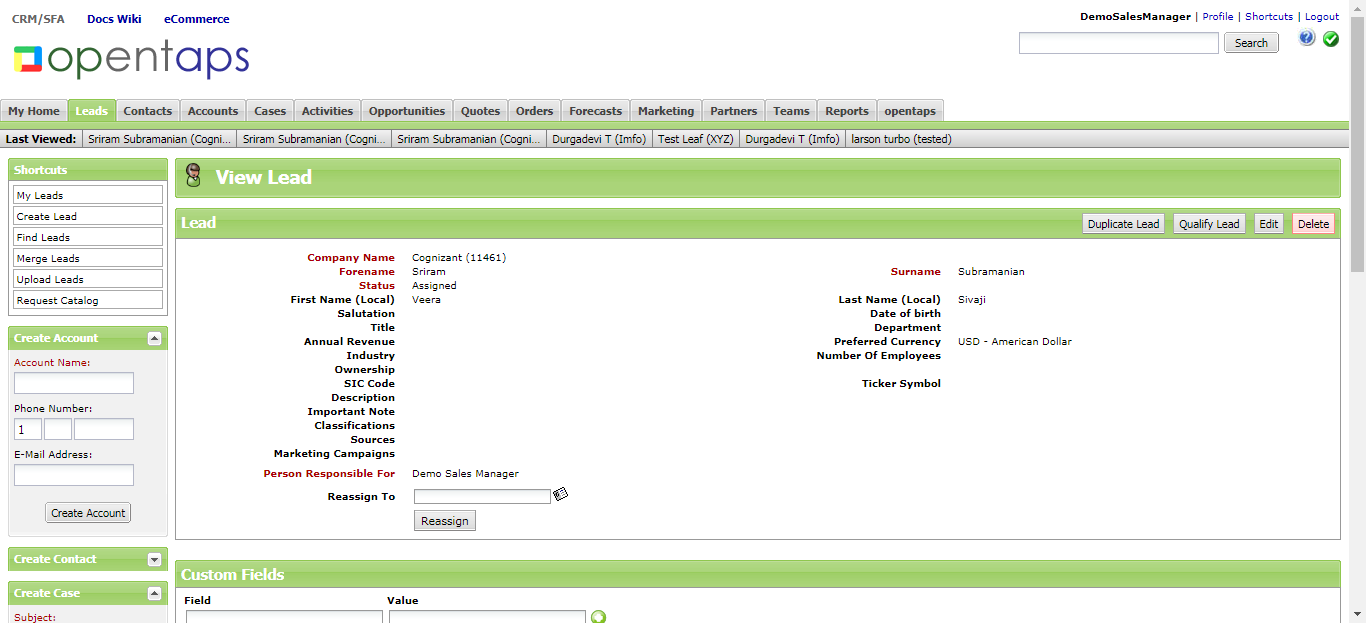 CRM/SFA Docs Wiki eCommerce
DemoSalesManager | Profile | Shortcuts | Logout
opentaps
Search
My Home Leads Contacts Accounts Cases Activities Opportunities Quotes Orders Forecasts Marketing Partners Teams Reports opentaps
Last Viewed: Sriram Subramanian (Cogni... Sriram Subramanian (Cogni... Sriram Subramanian (Cogni... Durgadevi T (Imfo) Test Leaf (XYZ) Durgadevi T (Imfo) larson turbo (tested)
Shortcuts
My Leads
Create Lead
Find Leads
Merge Leads
Upload Leads
Request Catalog
Create Account
Account Name:
Phone Number:
1
E-Mail Address:
Create Account
Create Contact
Create Case
Subject:
View Lead
Lead
Duplicate Lead Qualify Lead Edit Delete
Company Name Cognizant (11461)
Forename Sriram Surname Subramanian
Status Assigned
First Name (Local) Veera Last Name (Local) Sivaji
Salutation Date of birth
Title Department
Annual Revenue Preferred Currency USD - American Dollar
Industry Number Of Employees
Ownership
SIC Code Ticker Symbol
Description
Important Note
Classifications
Sources
Marketing Campaigns
Person Responsible For Demo Sales Manager
Reassign To
Reassign
Custom Fields
Field Value